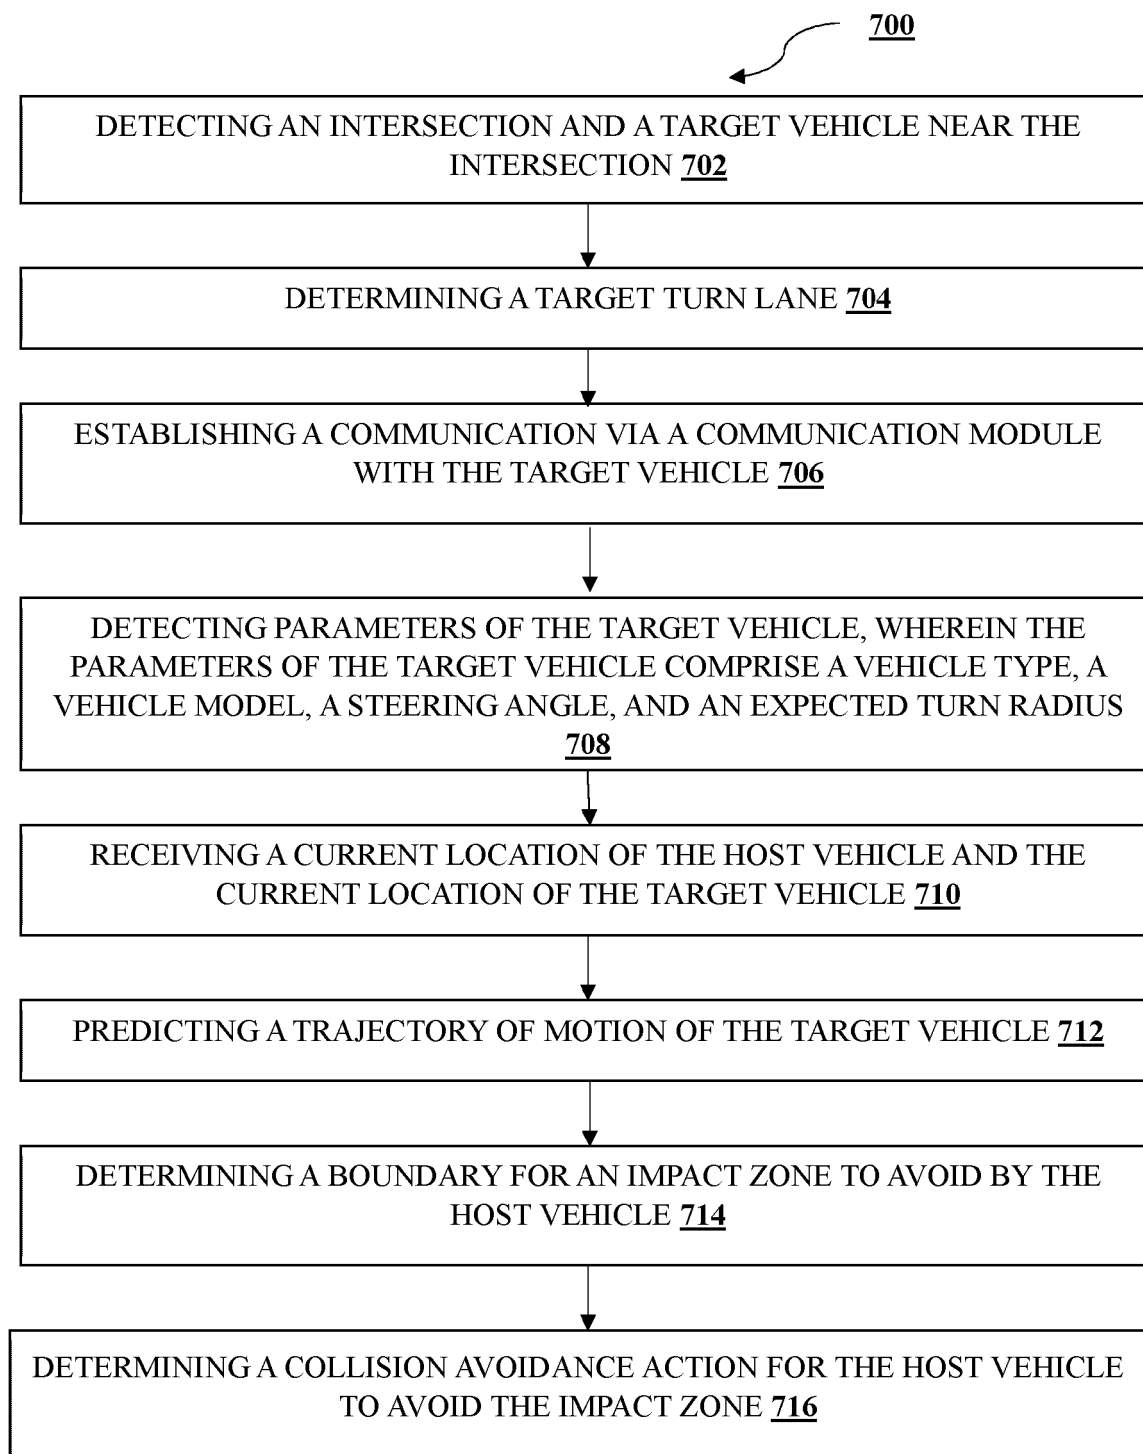 700
DETECTING AN INTERSECTION AND A TARGET VEHICLE NEAR THE
INTERSECTION 702
DETERMINING A TARGET TURN LANE 704
ESTABLISHING A COMMUNICATION VIA A COMMUNICATION MODULE
WITH THE TARGET VEHICLE 706
DETECTING PARAMETERS OF THE TARGET VEHICLE, WHEREIN THE
PARAMETERS OF THE TARGET VEHICLE COMPRISE A VEHICLE TYPE, A
VEHICLE MODEL, A STEERING ANGLE, AND AN EXPECTED TURN RADIUS
708
RECEIVING A CURRENT LOCATION OF THE HOST VEHICLE AND THE
CURRENT LOCATION OF THE TARGET VEHICLE 710
PREDICTING A TRAJECTORY OF MOTION OF THE TARGET VEHICLE 712
DETERMINING A BOUNDARY FOR AN IMPACT ZONE TO AVOID BY THE
HOST VEHICLE 714
DETERMINING A COLLISION AVOIDANCE ACTION FOR THE HOST VEHICLE
TO AVOID THE IMPACT ZONE 716